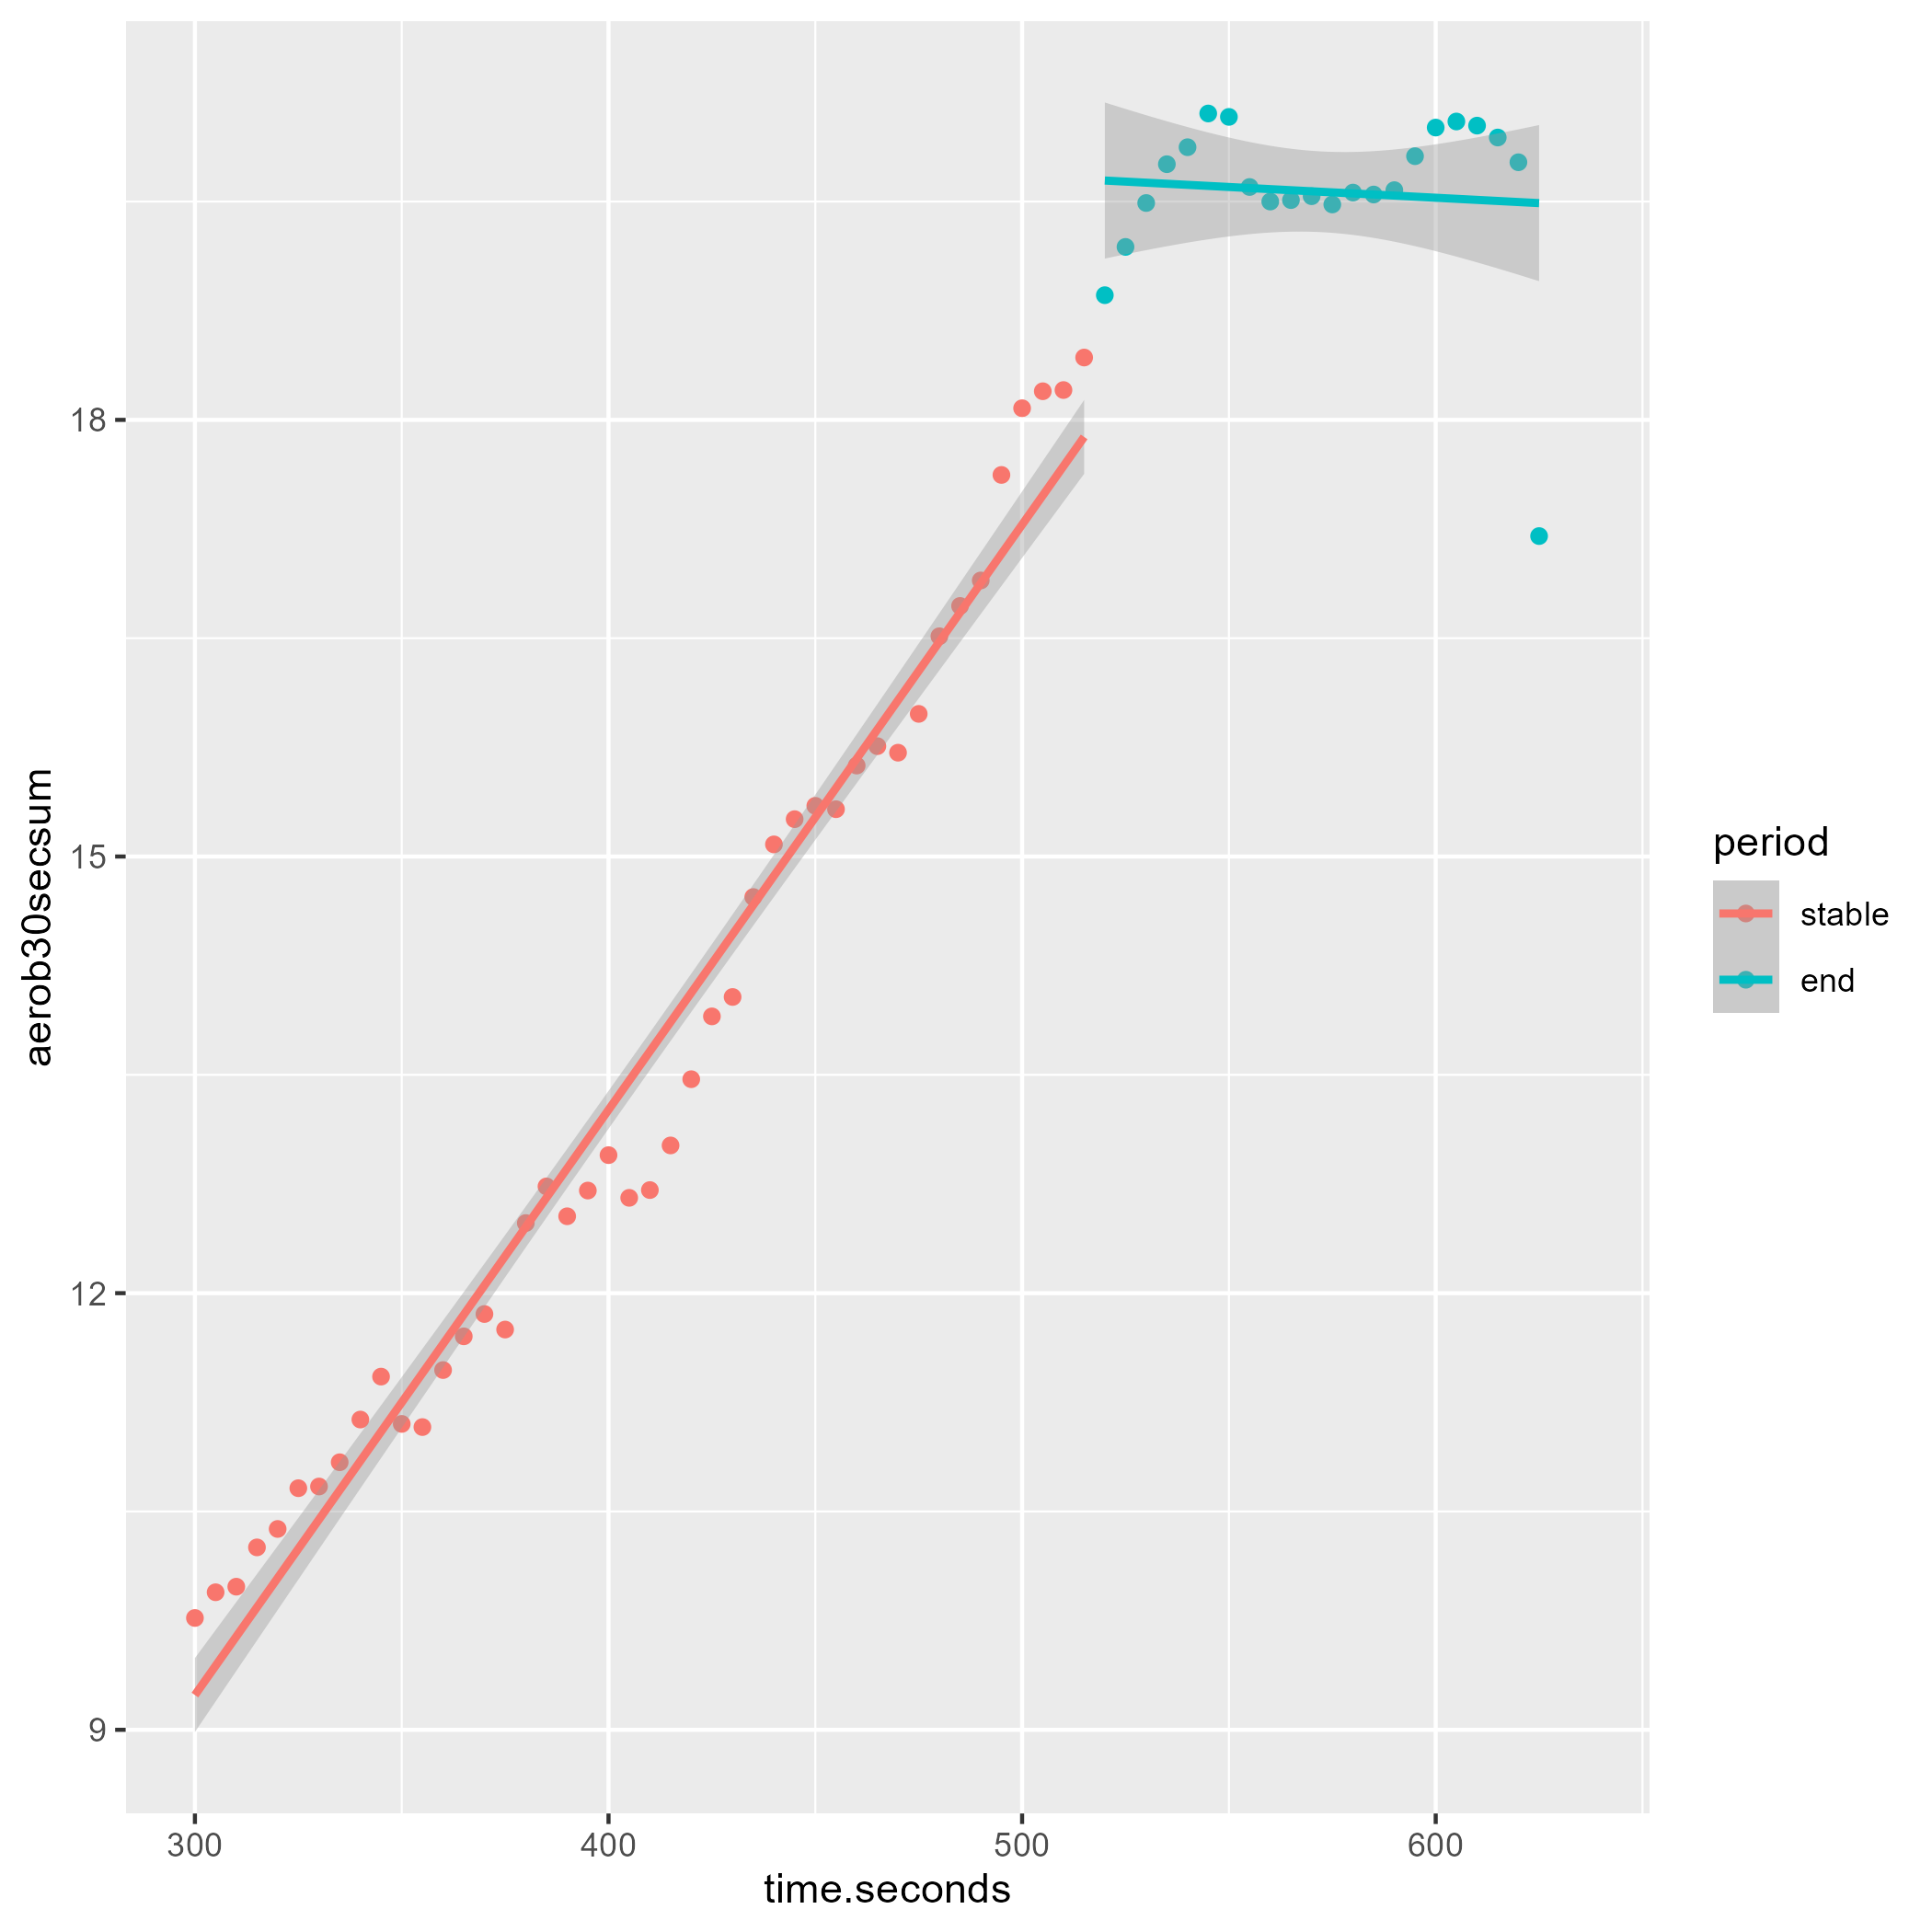 18
15
12
9
aerob30secsum
300 400 500 600
time.seconds
period
stable
end